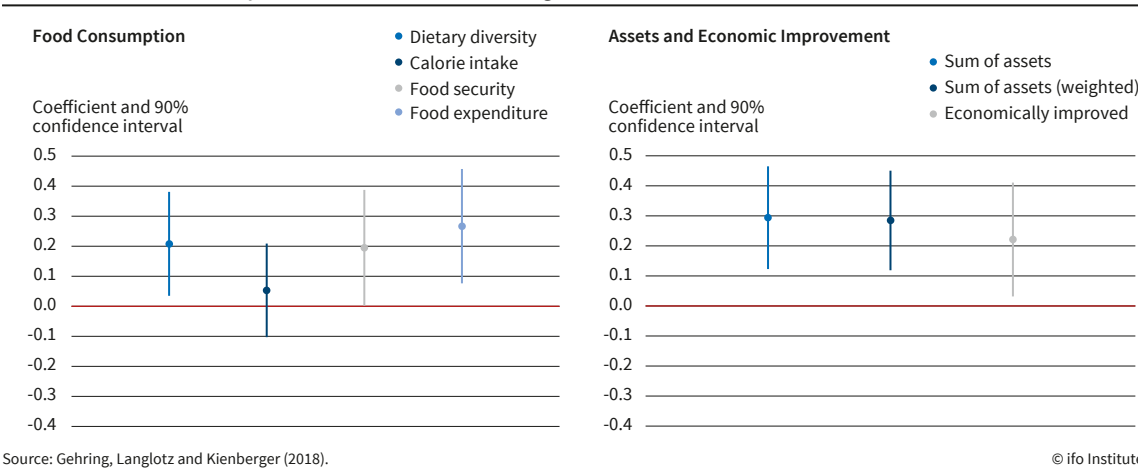 Food Consumption
Dietary diversity
Calorie intake
Food security
Food expenditure
Coefficient and 90%
confidence interval
0.5
0.4
0.3
0.2
0.1
0.0
-0.1
-0.2
-0.3
-0.4
Assets and Economic Improvement
Sum of assets
Sum of assets (weighted)
Economically improved
Coefficient and 90%
confidence interval
0.5
0.4
0.3
0.2
0.1
0.0
-0.1
-0.2
-0.3
-0.4
Source: Gehring, Langlotz and Kienberger (2018).
© ifo Institute